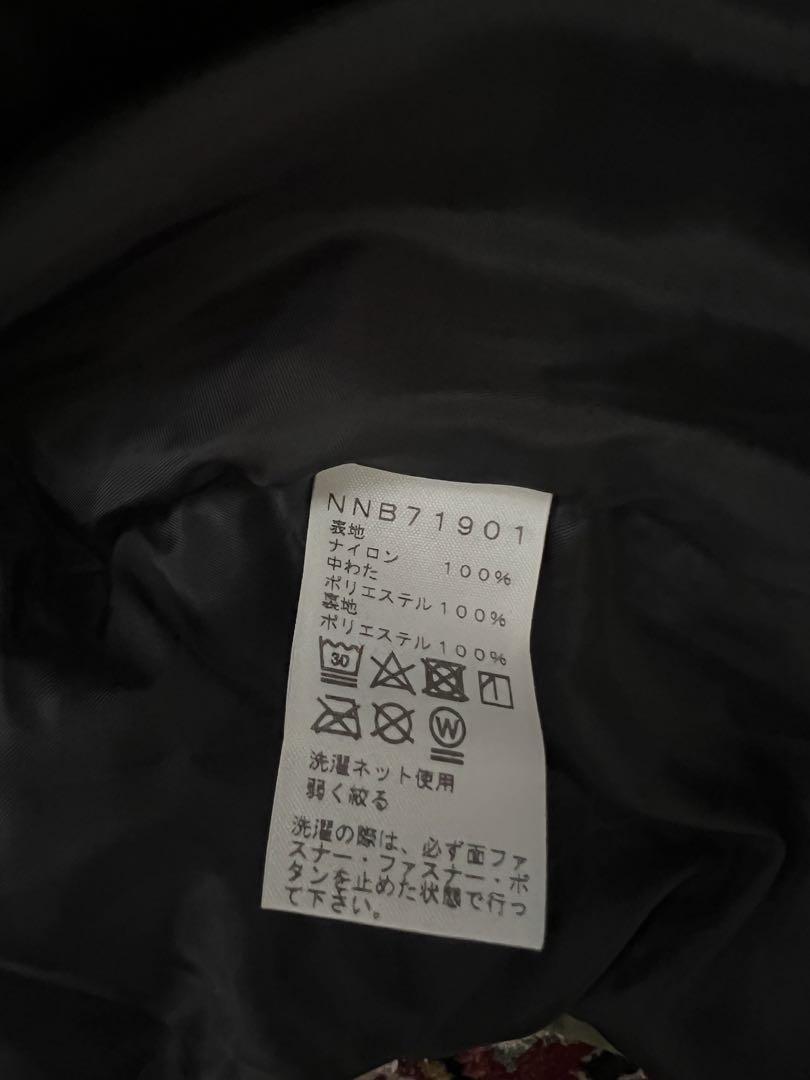 NNB71901
表地
ナイロン 100%
中わた
ポリエステル100%
裏地
ポリエステル100%
30
W
洗濯ネット使用
弱く絞る
洗濯の際は、必ず面ファ
スナー・ファスナー・ボ
タンを止めた状態で行っ
て下さい。